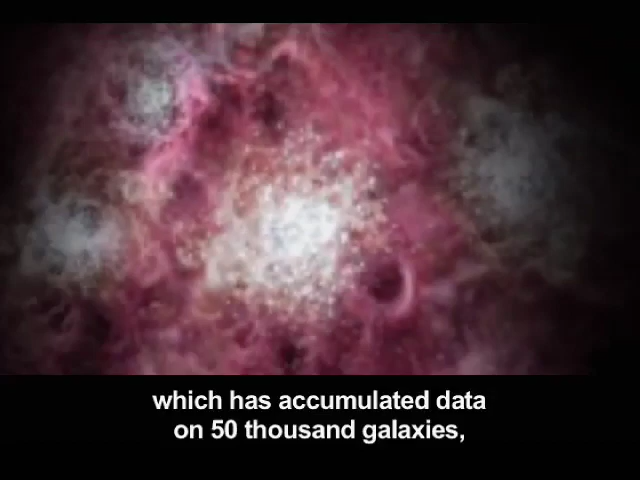 which has accumulated data
on 50 thousand galaxies,